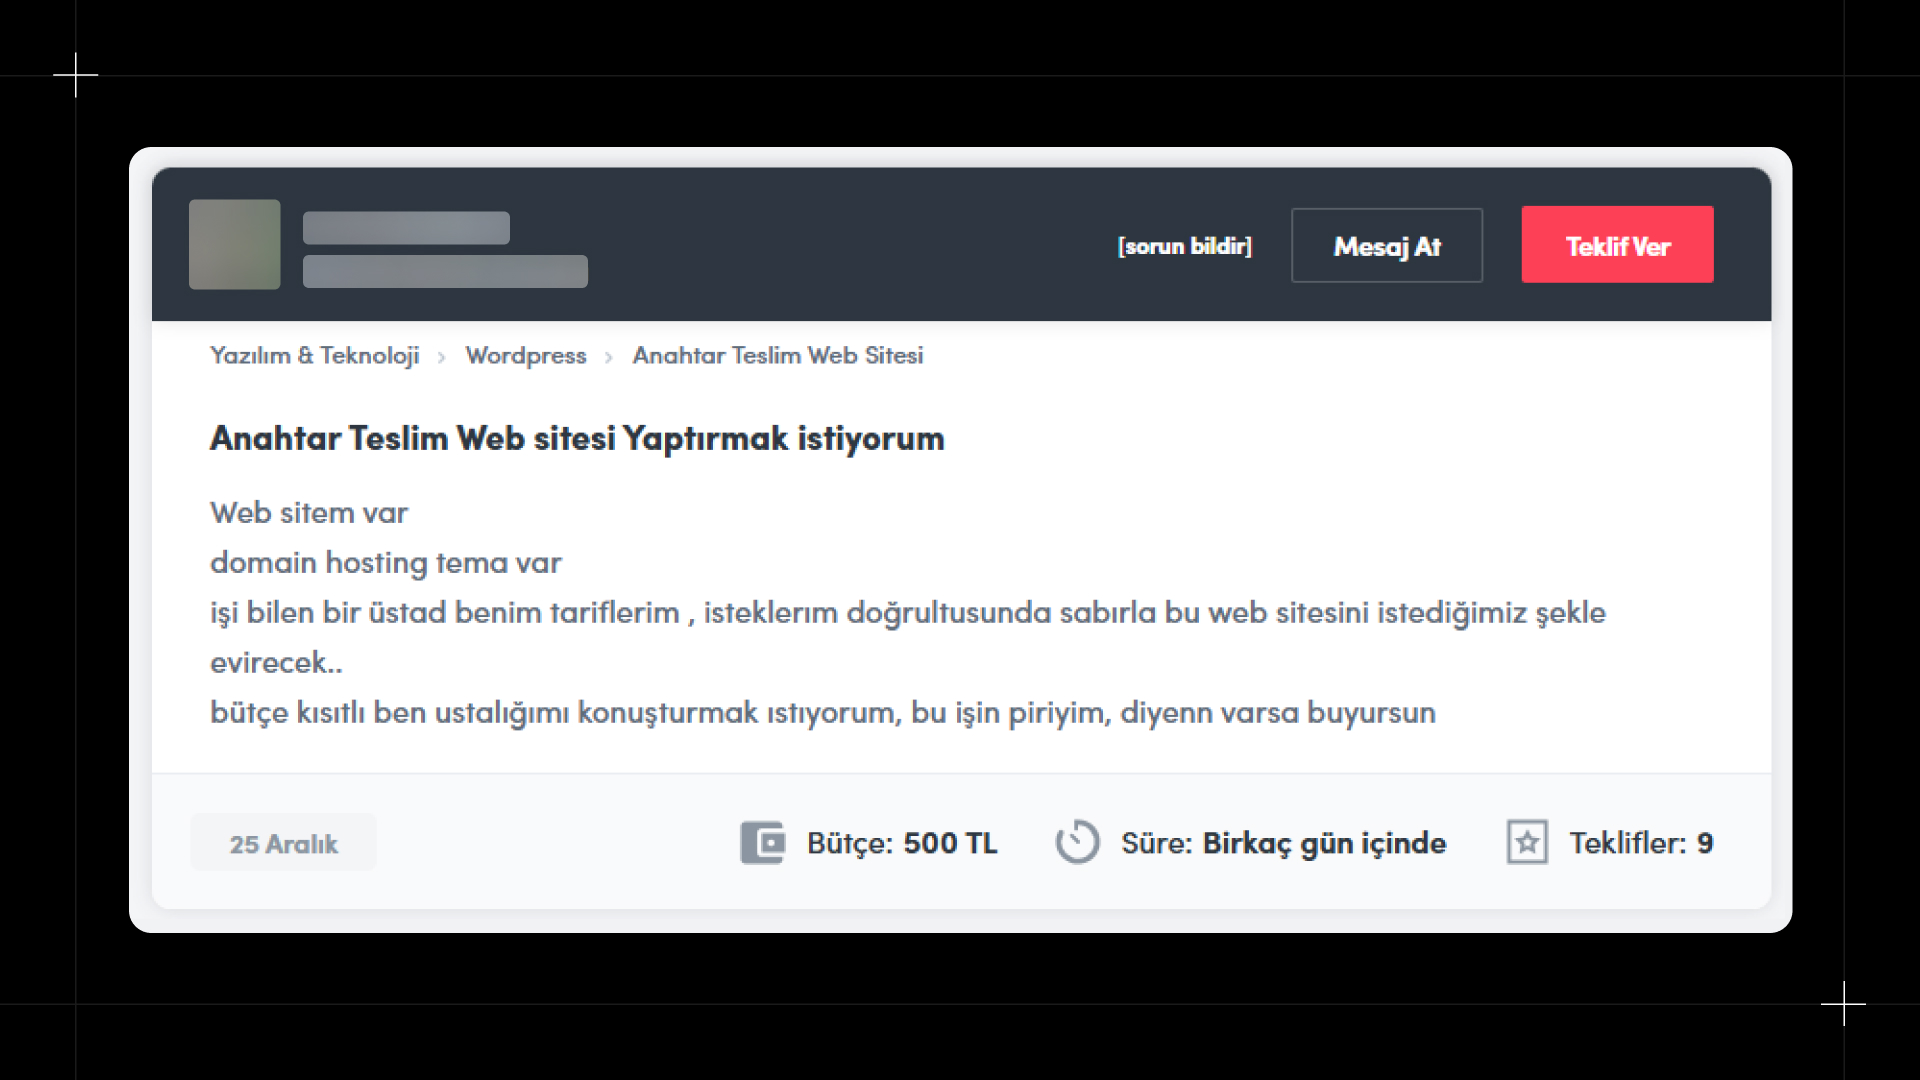 [sorun bildir] Mesaj At Teklif Ver
Yazılım & Teknoloji › Wordpress › Anahtar Teslim Web Sitesi
Anahtar Teslim Web sitesi Yaptırmak istiyorum
Web sitem var
domain hosting tema var
işi bilen bir üstad benim tariflerim , isteklerım doğrultusunda sabırla bu web sitesini istediğimiz şekle
evirecek..
bütçe kısıtlı ben ustalığımı konuşturmak ıstıyorum, bu işin piriyim, diyenn varsa buyursun
25 Aralık Bütçe: 500 TL Süre: Birkaç gün içinde Teklifler: 9